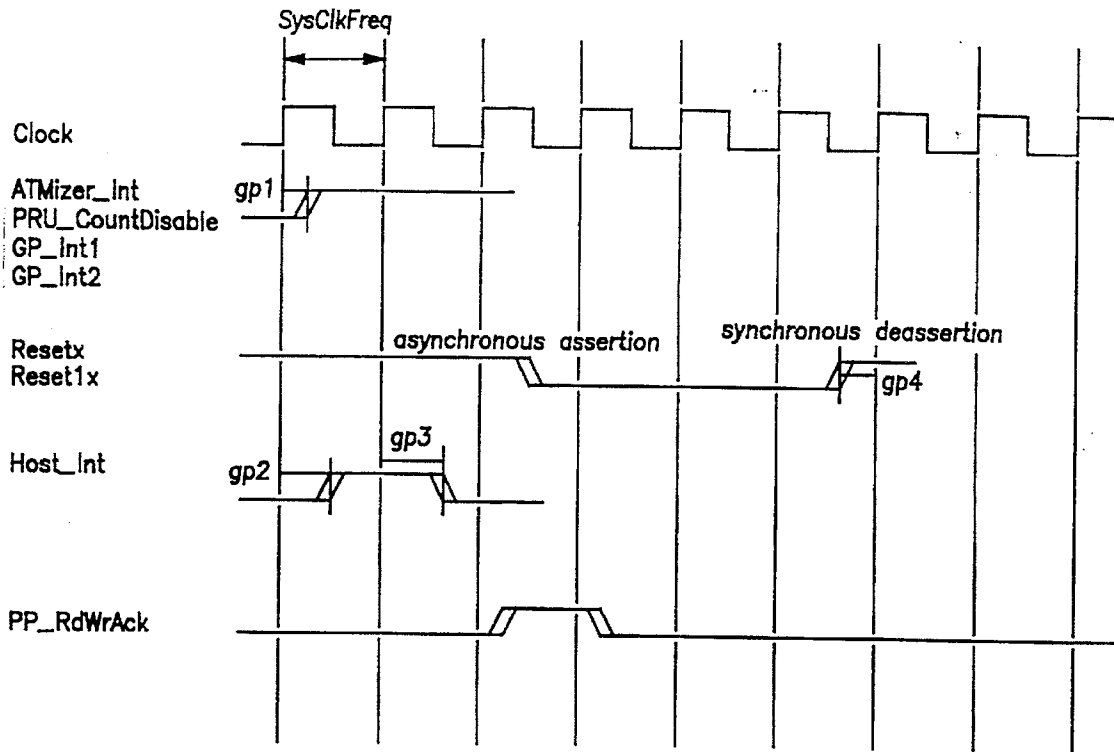 SysClkFreq
Clock
ATMizer_Int
gp1
PRU_CountDisable
GP_Int1
GP_Int2
Resetx
asynchronous assertion
synchronous deassertion
Reset1x
gp4
Host_Int
gp2
gp3
PP_RdWrAck